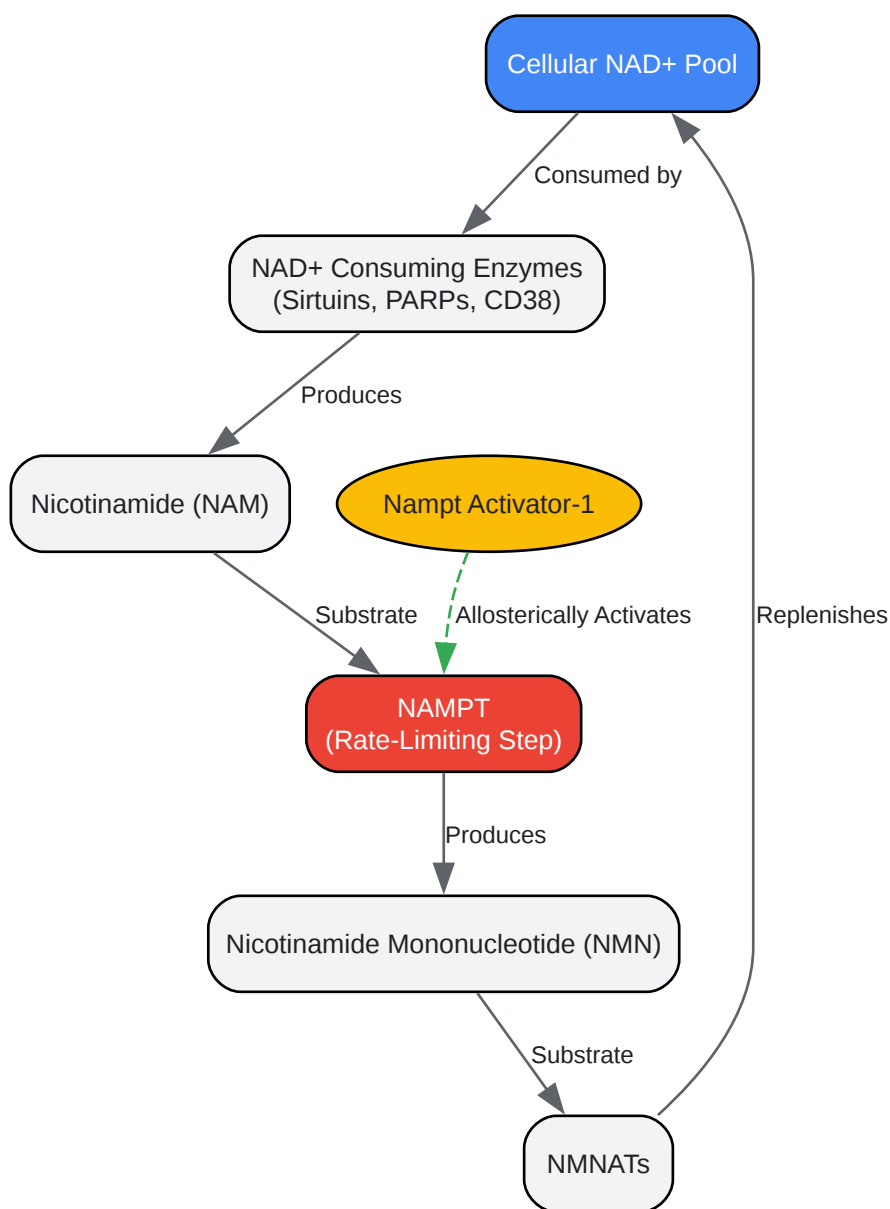 Cellular NAD+ Pool
Consumed by
NAD+ Consuming Enzymes
(Sirtuins, PARPs, CD38)
Produces
Nicotinamide (NAM)
Nampt Activator-1
Substrate
Allosterically Activates
Replenishes
NAMPT
(Rate-Limiting Step)
Produces
Nicotinamide Mononucleotide (NMN)
Substrate
NMNATs